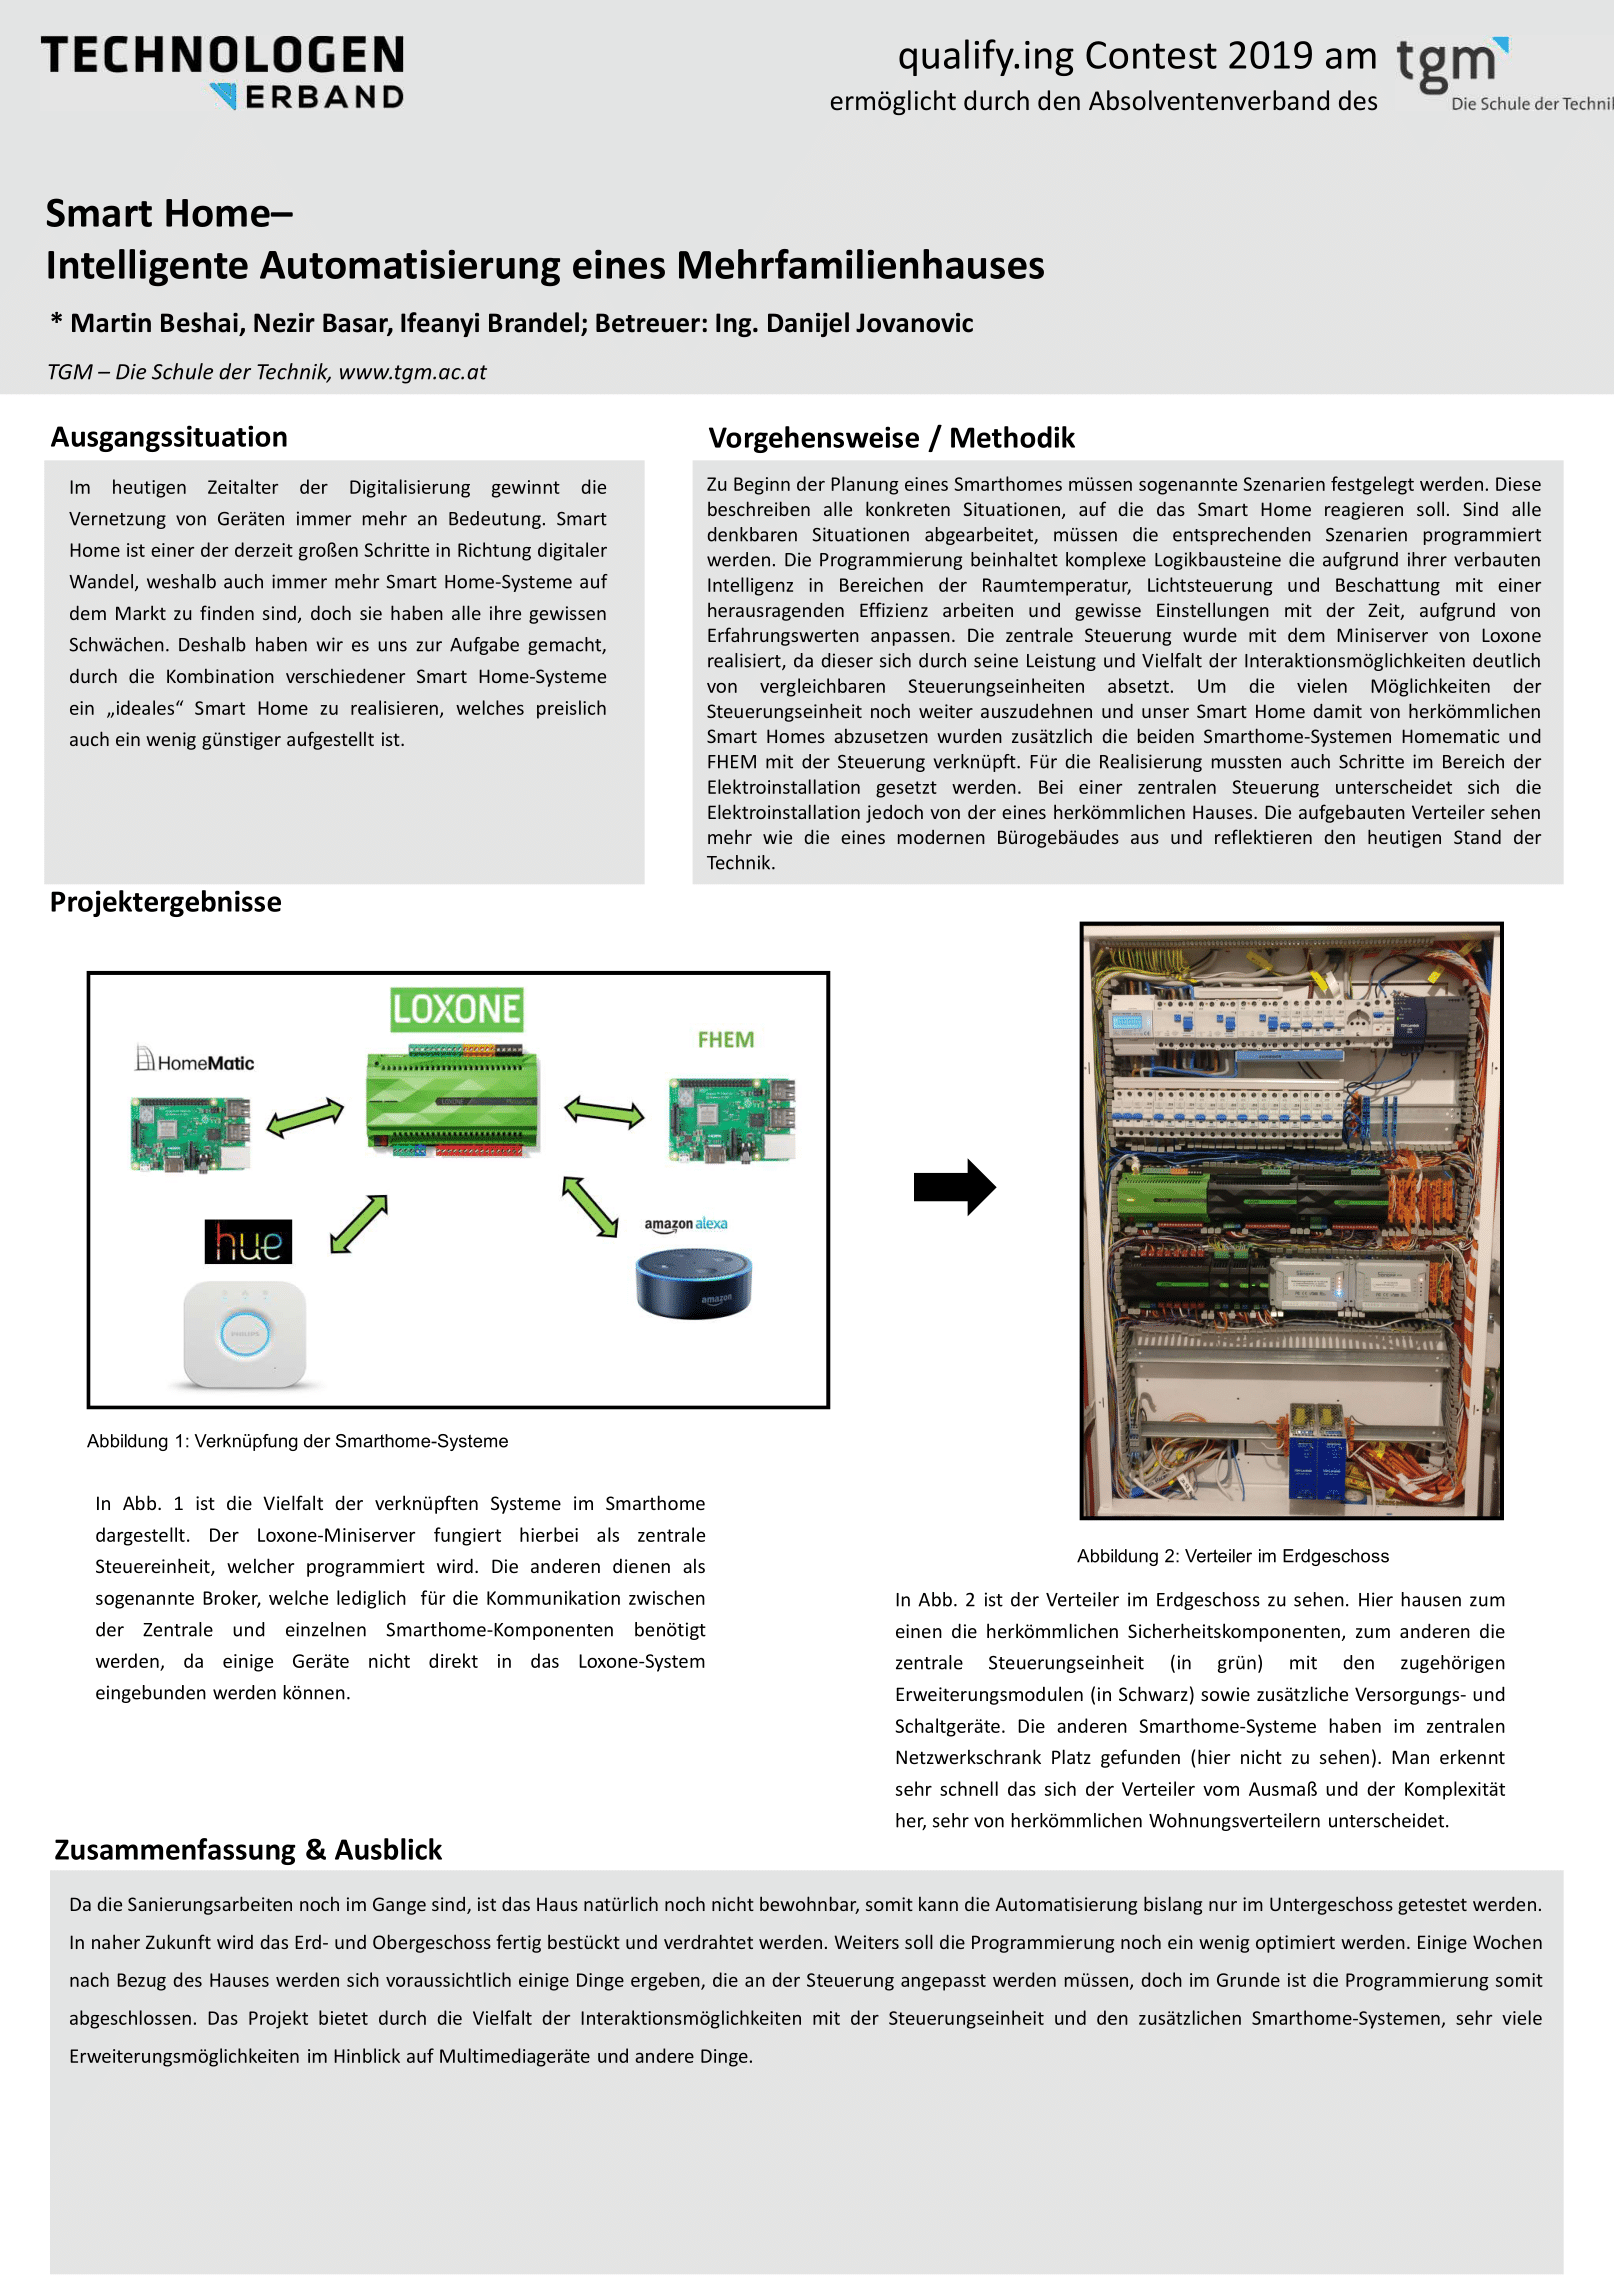 TECHNOLOGEN
ERBAND
qualify.ing Contest 2019 am
ermöglicht durch den Absolventenverband des
tgm
Die Schule der Technik
Smart Home–
Intelligente Automatisierung eines Mehrfamilienhauses
* Martin Beshai, Nezir Basar, Ifeanyi Brandel; Betreuer: Ing. Danijel Jovanovic
TGM – Die Schule der Technik, www.tgm.ac.at
Ausgangssituation
Im heutigen Zeitalter der Digitalisierung gewinnt die
Vernetzung von Geräten immer mehr an Bedeutung. Smart
Home ist einer der derzeit großen Schritte in Richtung digitaler
Wandel, weshalb auch immer mehr Smart Home-Systeme auf
dem Markt zu finden sind, doch sie haben alle ihre gewissen
Schwächen. Deshalb haben wir es uns zur Aufgabe gemacht,
durch die Kombination verschiedener Smart Home-Systeme
ein „ideales“ Smart Home zu realisieren, welches preislich
auch ein wenig günstiger aufgestellt ist.
Vorgehensweise / Methodik
Zu Beginn der Planung eines Smarthomes müssen sogenannte Szenarien festgelegt werden. Diese
beschreiben alle konkreten Situationen, auf die das Smart Home reagieren soll. Sind alle
denkbaren Situationen abgearbeitet, müssen die entsprechenden Szenarien programmiert
werden. Die Programmierung beinhaltet komplexe Logikbausteine die aufgrund ihrer verbauten
Intelligenz in Bereichen der Raumtemperatur, Lichtsteuerung und Beschattung mit einer
herausragenden Effizienz arbeiten und gewisse Einstellungen mit der Zeit, aufgrund von
Erfahrungswerten anpassen. Die zentrale Steuerung wurde mit dem Miniserver von Loxone
realisiert, da dieser sich durch seine Leistung und Vielfalt der Interaktionsmöglichkeiten deutlich
von vergleichbaren Steuerungseinheiten absetzt. Um die vielen Möglichkeiten der
Steuerungseinheit noch weiter auszudehnen und unser Smart Home damit von herkömmlichen
Smart Homes abzusetzen wurden zusätzlich die beiden Smarthome-Systemen Homematic und
FHEM mit der Steuerung verknüpft. Für die Realisierung mussten auch Schritte im Bereich der
Elektroinstallation gesetzt werden. Bei einer zentralen Steuerung unterscheidet sich die
Elektroinstallation jedoch von der eines herkömmlichen Hauses. Die aufgebauten Verteiler sehen
mehr wie die eines modernen Bürogebäudes aus und reflektieren den heutigen Stand der
Technik.
Projektergebnisse
LOXONE
HomeMatic
FHEM
LOXONE
hue
PHILIPS
amazon alexa
amazon
Abbildung 1: Verknüpfung der Smarthome-Systeme
In Abb. 1 ist die Vielfalt der verknüpften Systeme im Smarthome
dargestellt. Der Loxone-Miniserver fungiert hierbei als zentrale
Steuereinheit, welcher programmiert wird. Die anderen dienen als
sogenannte Broker, welche lediglich für die Kommunikation zwischen
der Zentrale und einzelnen Smarthome-Komponenten benötigt
werden, da einige Geräte nicht direkt in das Loxone-System
eingebunden werden können.
Abbildung 2: Verteiler im Erdgeschoss
In Abb. 2 ist der Verteiler im Erdgeschoss zu sehen. Hier hausen zum
einen die herkömmlichen Sicherheitskomponenten, zum anderen die
zentrale Steuerungseinheit (in grün) mit den zugehörigen
Erweiterungsmodulen (in Schwarz) sowie zusätzliche Versorgungs- und
Schaltgeräte. Die anderen Smarthome-Systeme haben im zentralen
Netzwerkschrank Platz gefunden (hier nicht zu sehen). Man erkennt
sehr schnell das sich der Verteiler vom Ausmaß und der Komplexität
her, sehr von herkömmlichen Wohnungsverteilern unterscheidet.
Zusammenfassung & Ausblick
Da die Sanierungsarbeiten noch im Gange sind, ist das Haus natürlich noch nicht bewohnbar, somit kann die Automatisierung bislang nur im Untergeschoss getestet werden.
In naher Zukunft wird das Erd- und Obergeschoss fertig bestückt und verdrahtet werden. Weiters soll die Programmierung noch ein wenig optimiert werden. Einige Wochen
nach Bezug des Hauses werden sich voraussichtlich einige Dinge ergeben, die an der Steuerung angepasst werden müssen, doch im Grunde ist die Programmierung somit
abgeschlossen. Das Projekt bietet durch die Vielfalt der Interaktionsmöglichkeiten mit der Steuerungseinheit und den zusätzlichen Smarthome-Systemen, sehr viele
Erweiterungsmöglichkeiten im Hinblick auf Multimediageräte und andere Dinge.